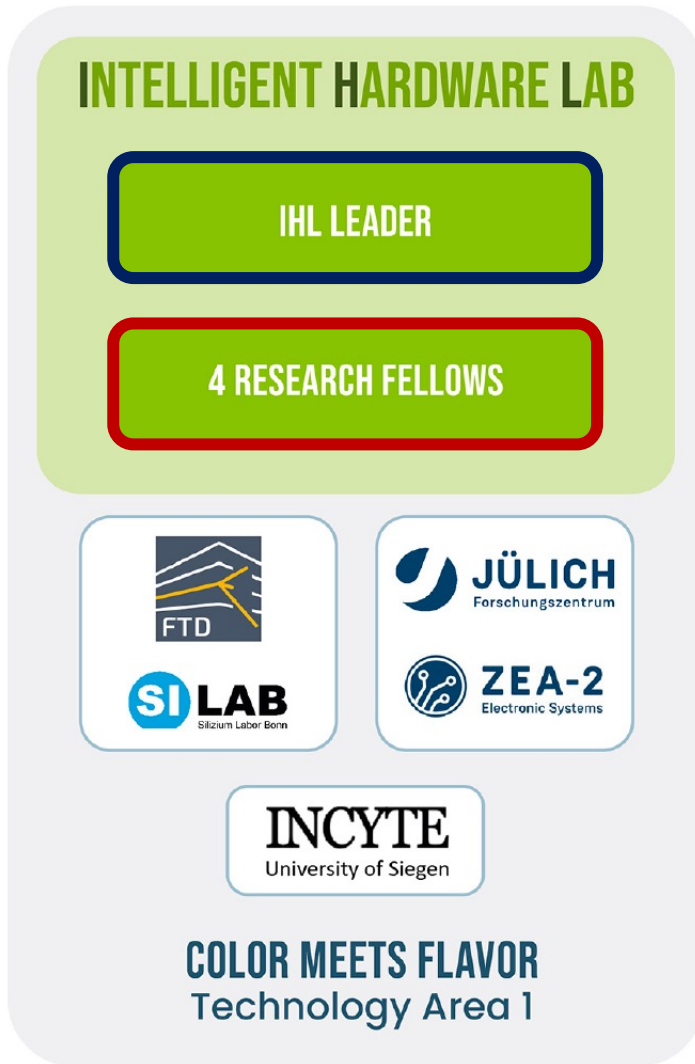 INTELLIGENT HARDWARE LAB
IHL LEADER
4 RESEARCH FELLOWS
FTD
SI LAB
Silizium Labor Bonn
JÜLICH
Forschungszentrum
ZEA-2
Electronic Systems
INCYTE
University of Siegen
COLOR MEETS FLAVOR
Technology Area 1